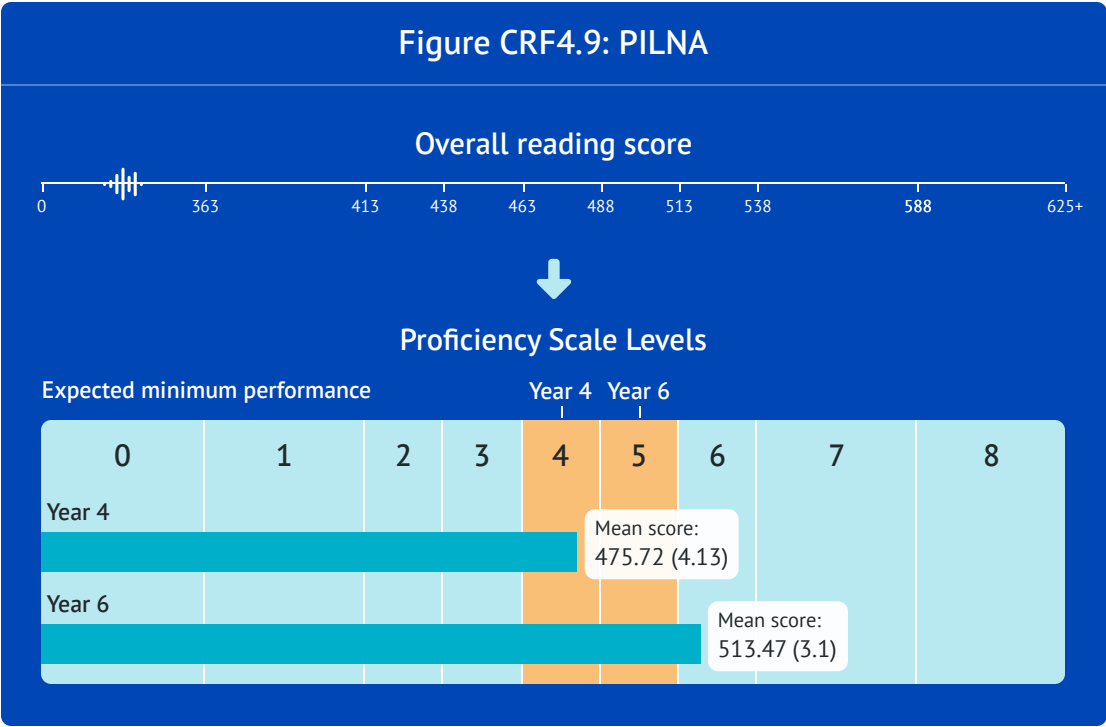 Figure CRF4.9: PILNA
Overall reading score
0 363 413 438 463 488 513 538 588 625+
Proficiency Scale Levels
Expected minimum performance Year 4 Year 6
0 1 2 3 4 5 6 7 8
Year 4
Mean score:
475.72 (4.13)
Year 6
Mean score:
513.47 (3.1)